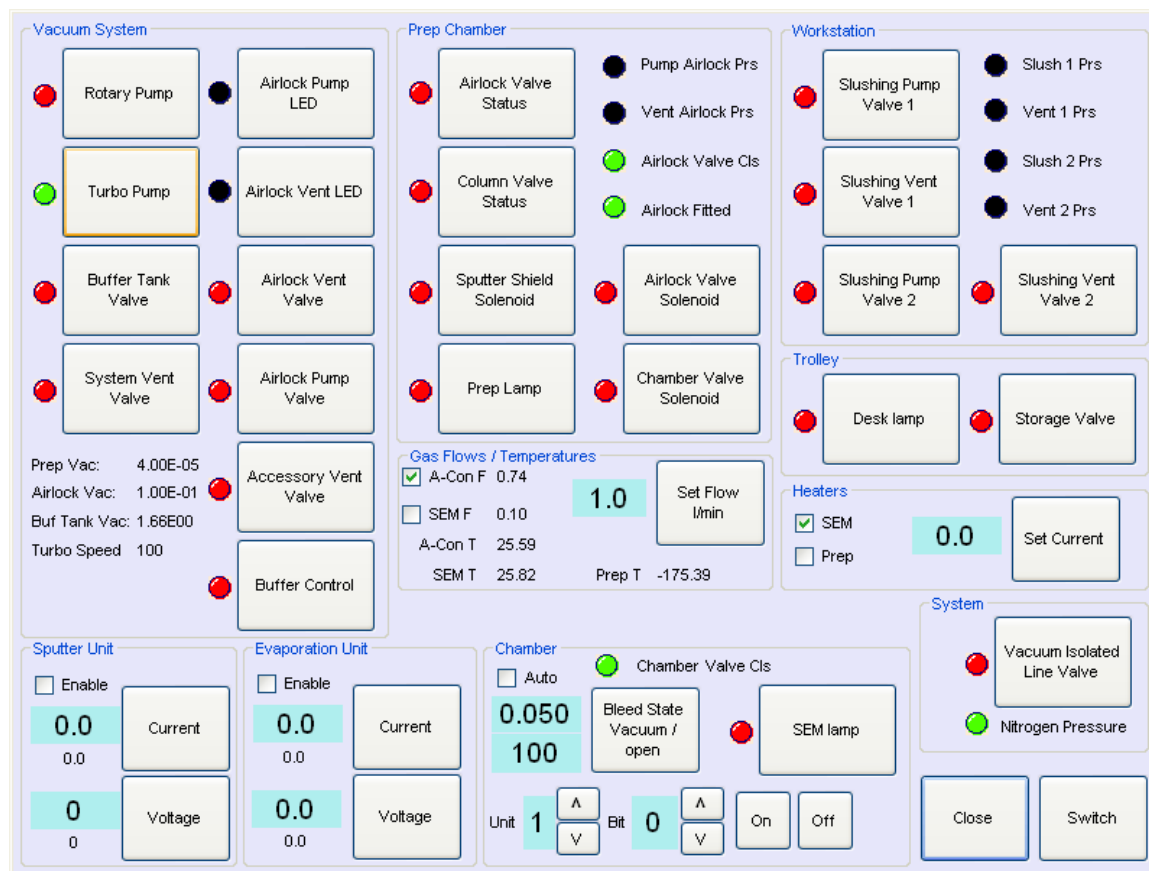 Vacuum System
Rotary Pump
Airlock Pump
LED
Turbo Pump
Airlock Vent LED
Buffer Tank
Valve
Airlock Vent
Valve
System Vent
Valve
Airlock Pump
Valve
Prep Vac: 4.00E-05
Airlock Vac: 1.00E-01
Buf Tank Vac: 1.66E00
Turbo Speed 100
Accessory Vent
Valve
Buffer Control
Prep Chamber
Airlock Valve
Status
Pump Airlock Prs
Vent Airlock Prs
Column Valve
Status
Airlock Valve Cls
Airlock Fitted
Sputter Shield
Solenoid
Airlock Valve
Solenoid
Prep Lamp
Chamber Valve
Solenoid
Workstation
Slushing Pump
Valve 1
Slush 1 Prs
Vent 1 Prs
Slushing Vent
Valve 1
Slush 2 Prs
Vent 2 Prs
Slushing Pump
Valve 2
Slushing Vent
Valve 2
Trolley
Desk lamp
Storage Valve
Gas Flows / Temperatures
A-Con F 0.74
SEM F 0.10
1.0
Set Flow
l/min
A-Con T 25.59
SEM T 25.82
Prep T -175.39
Heaters
SEM
Prep
0.0
Set Current
Sputter Unit
Enable
0.0
0.0
Current
0
0
Voltage
Evaporation Unit
Enable
0.0
0.0
Current
0.0
0.0
Voltage
Chamber
Auto
Chamber Valve Cls
0.050
100
Bleed State
Vacuum /
open
SEM lamp
Unit 1 ʌ v Bit 0 ʌ v On Off
System
Vacuum Isolated
Line Valve
Nitrogen Pressure
Close
Switch